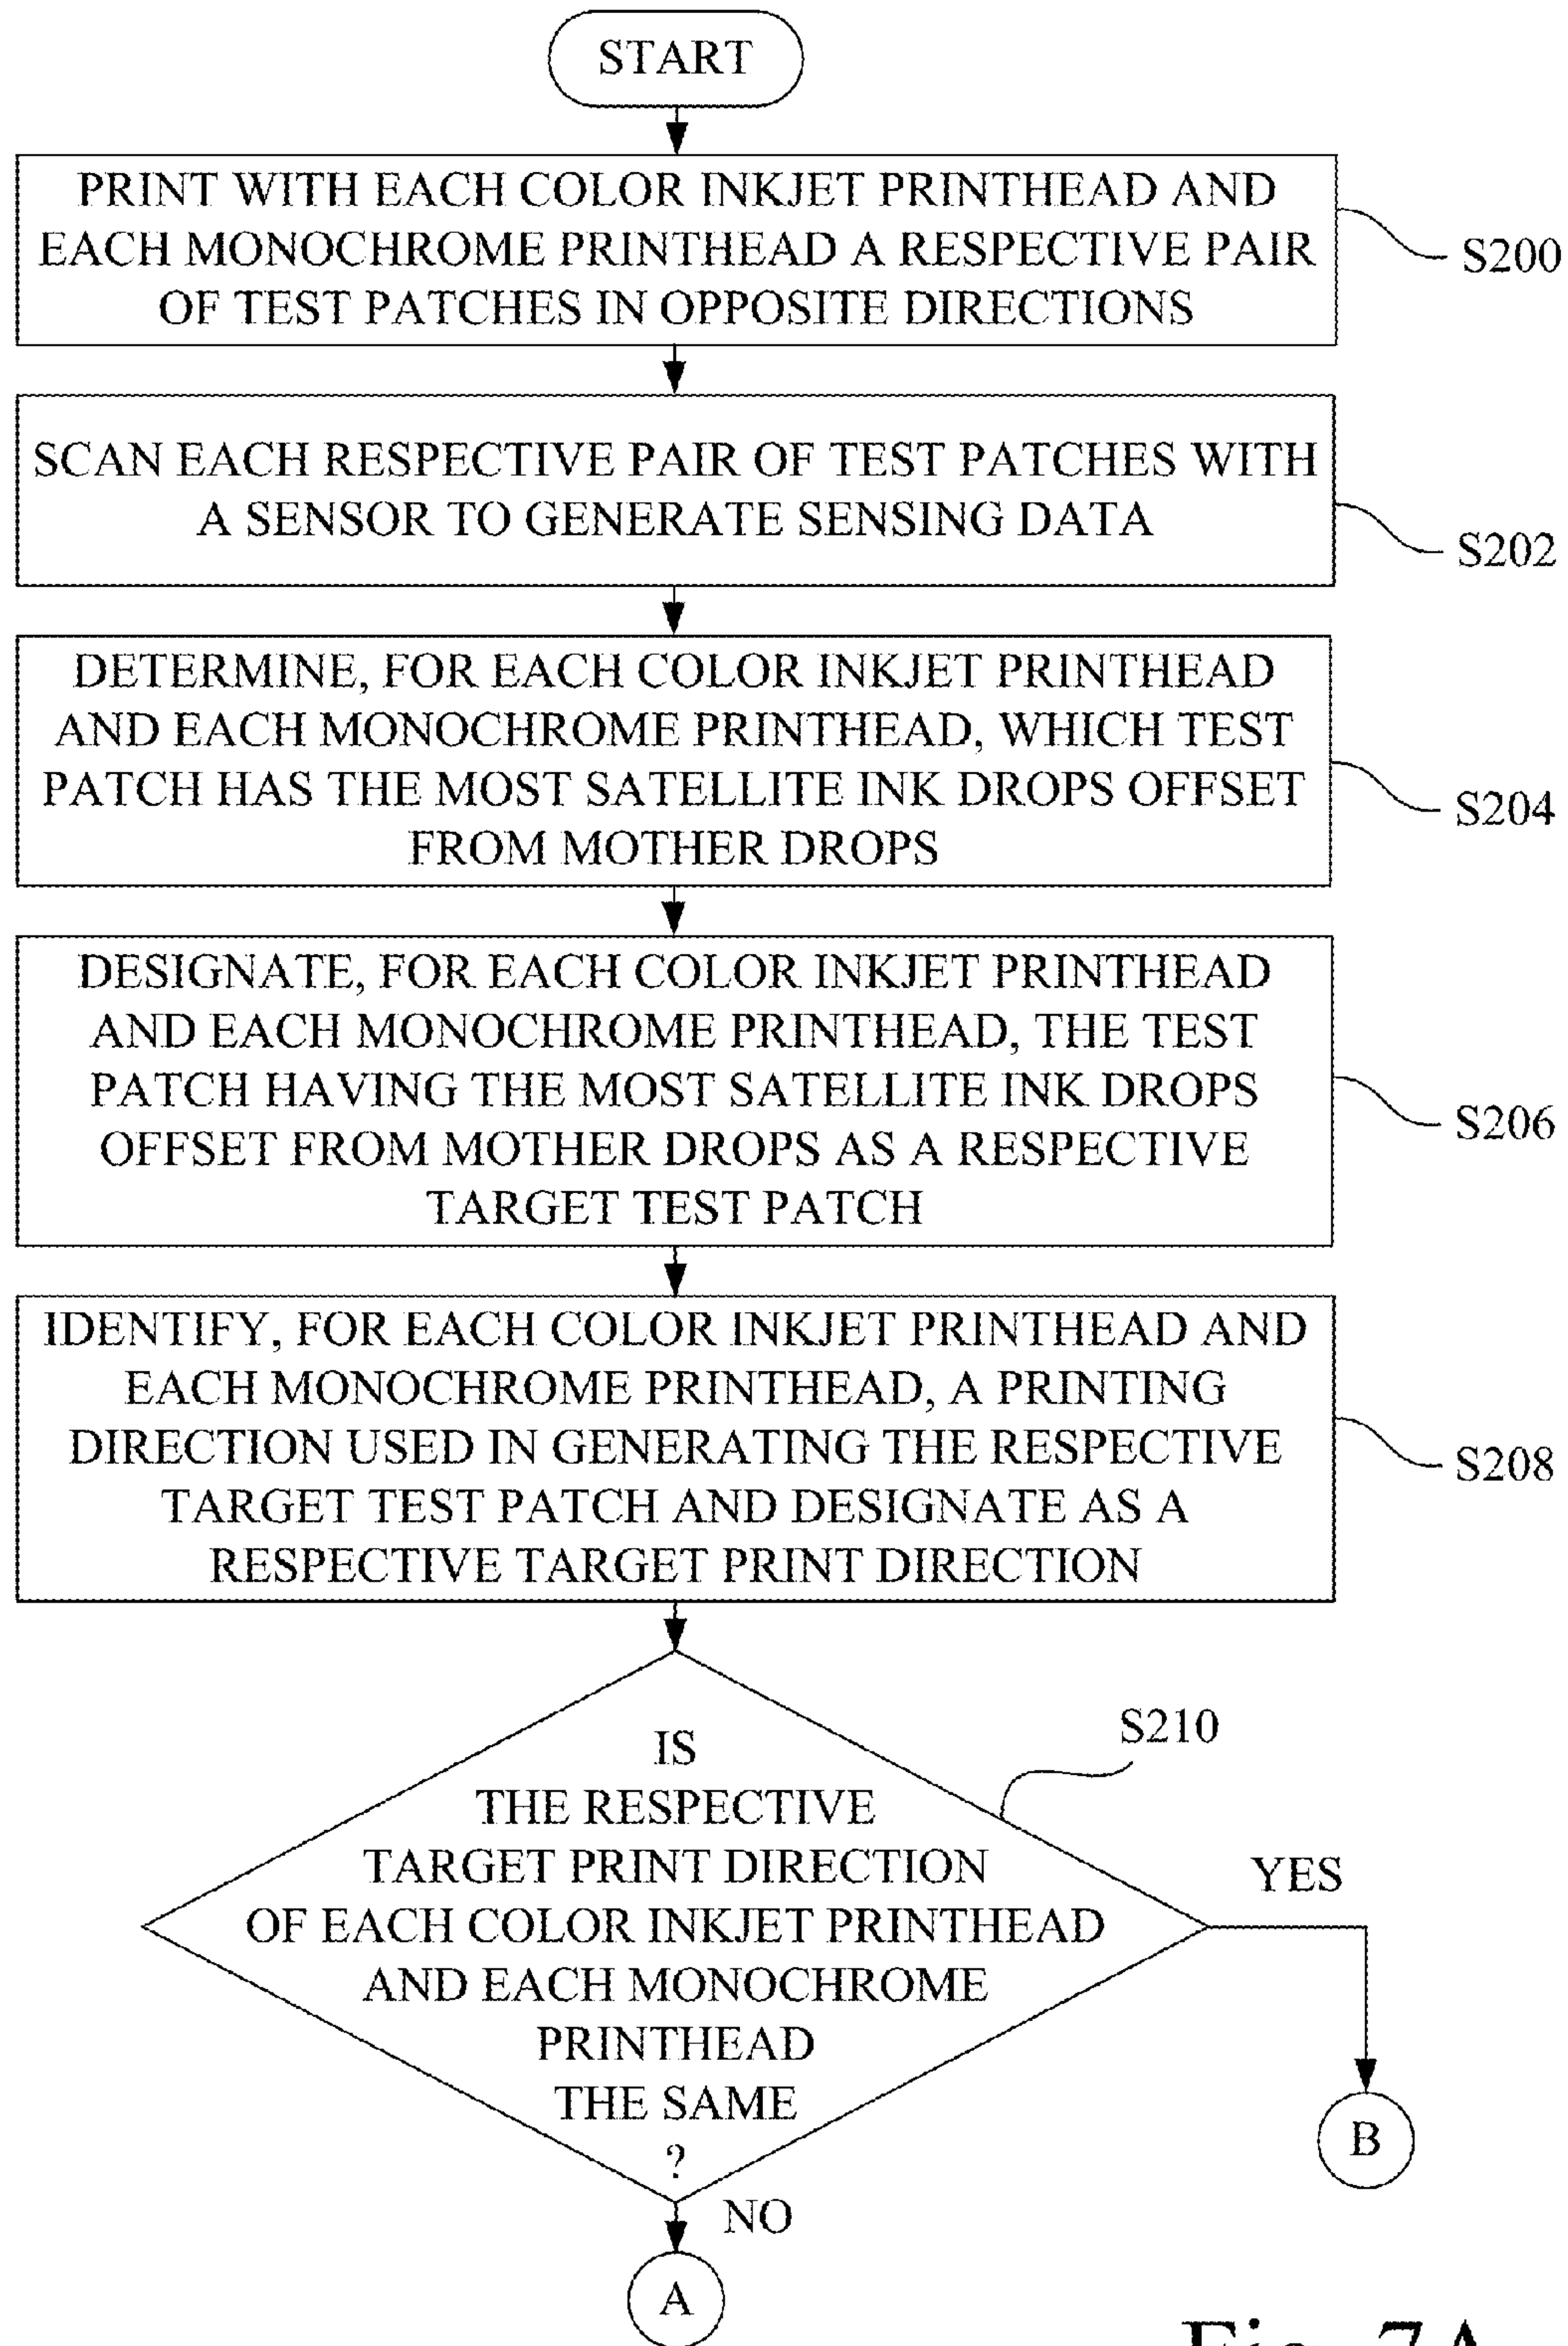 START
PRINT WITH EACH COLOR INKJET PRINTHEAD AND
EACH MONOCHROME PRINTHEAD A RESPECTIVE PAIR
OF TEST PATCHES IN OPPOSITE DIRECTIONS
S200
SCAN EACH RESPECTIVE PAIR OF TEST PATCHES WITH
A SENSOR TO GENERATE SENSING DATA
S202
DETERMINE, FOR EACH COLOR INKJET PRINTHEAD
AND EACH MONOCHROME PRINTHEAD, WHICH TEST
PATCH HAS THE MOST SATELLITE INK DROPS OFFSET
FROM MOTHER DROPS
S204
DESIGNATE, FOR EACH COLOR INKJET PRINTHEAD
AND EACH MONOCHROME PRINTHEAD, THE TEST
PATCH HAVING THE MOST SATELLITE INK DROPS
OFFSET FROM MOTHER DROPS AS A RESPECTIVE
TARGET TEST PATCH
S206
IDENTIFY, FOR EACH COLOR INKJET PRINTHEAD AND
EACH MONOCHROME PRINTHEAD, A PRINTING
DIRECTION USED IN GENERATING THE RESPECTIVE
TARGET TEST PATCH AND DESIGNATE AS A
RESPECTIVE TARGET PRINT DIRECTION
S208
IS
THE RESPECTIVE
TARGET PRINT DIRECTION
OF EACH COLOR INKJET PRINTHEAD
AND EACH MONOCHROME
PRINTHEAD
THE SAME
?
S210
YES
B
NO
A
Fig. 7A